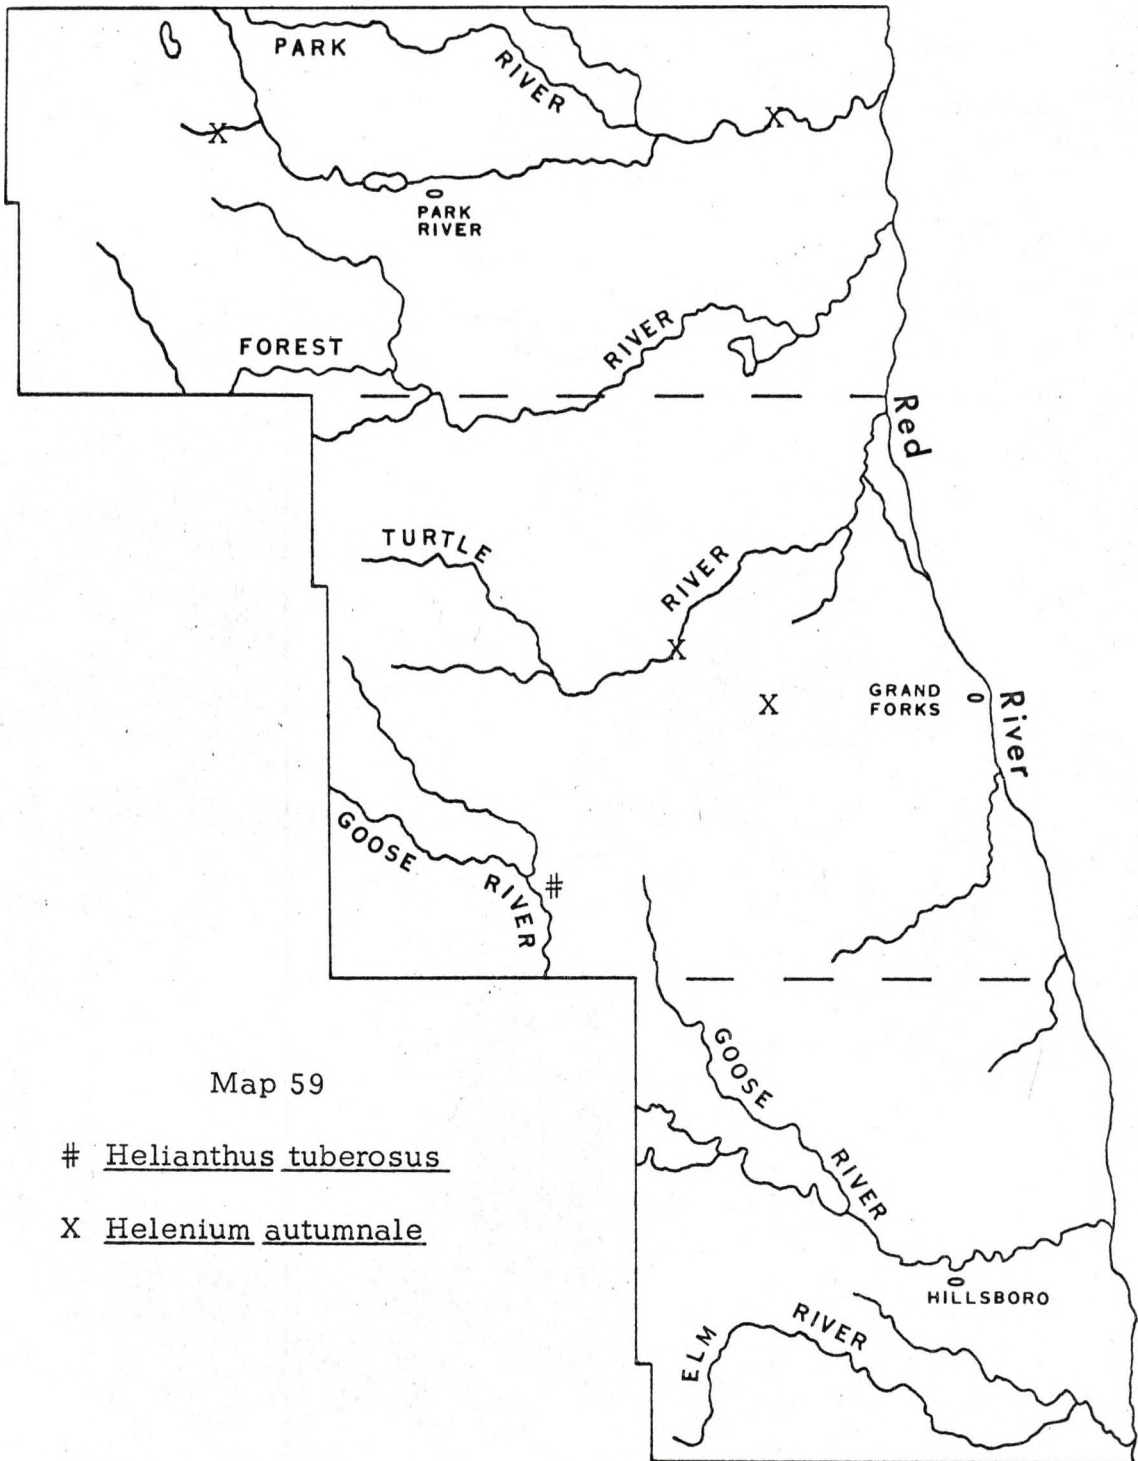 PARK
RIVER
X
X
PARK
RIVER
FOREST
RIVER
Red
TURTLE
RIVER
X
X
GRAND
FORKS
River
GOOSE
RIVER
#
GOOSE
RIVER
Map 59
# Helianthus tuberosus
X Helenium autumnale
HILLSBORO
ELM
RIVER